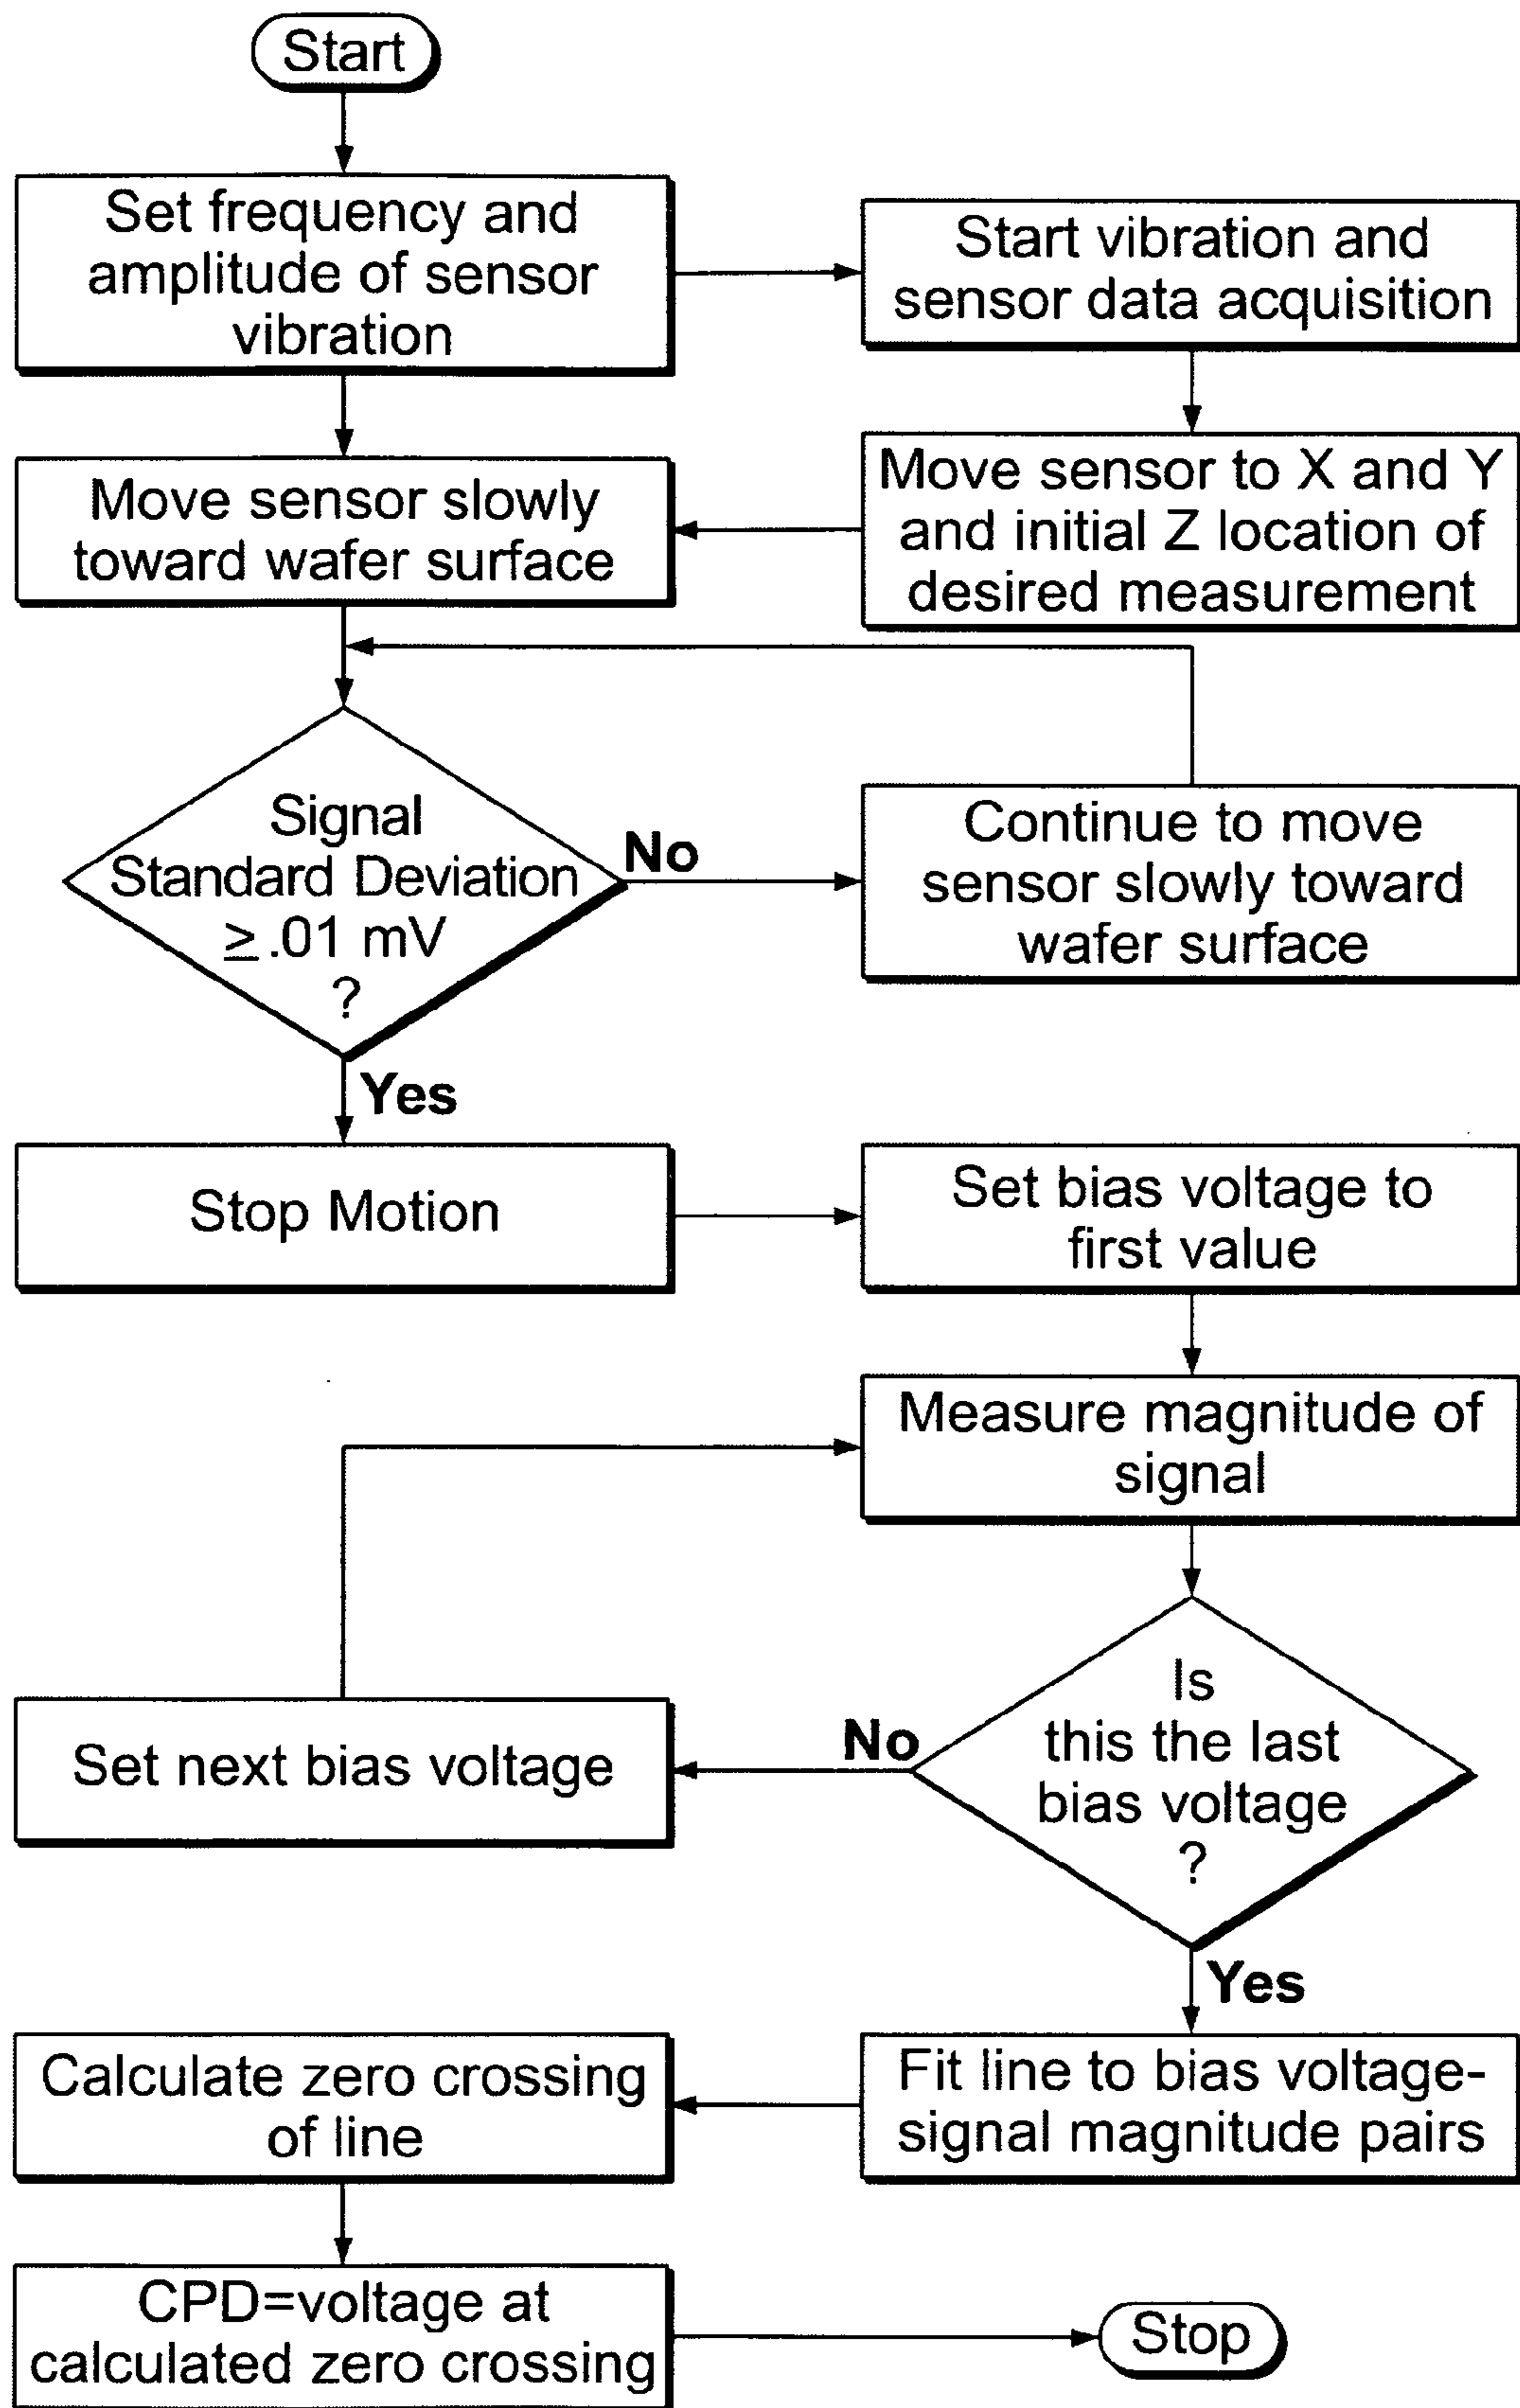 Start
Set frequency and
amplitude of sensor
vibration
Start vibration and
sensor data acquisition
Move sensor slowly
toward wafer surface
Move sensor to X and Y
and initial Z location of
desired measurement
Signal
Standard Deviation
≥ .01 mV
?
No
Continue to move
sensor slowly toward
wafer surface
Yes
Stop Motion
Set bias voltage to
first value
Measure magnitude of
signal
Is
this the last
bias voltage
?
No
Set next bias voltage
Yes
Fit line to bias voltage-
signal magnitude pairs
Calculate zero crossing
of line
CPD=voltage at
calculated zero crossing
Stop